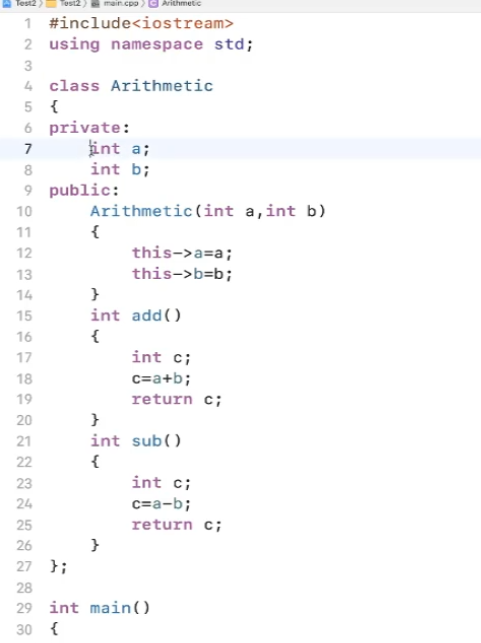 Test2 > Test2 > main.cpp > C Arithmetic
1 #include<iostream>
2 using namespace std;
3
4 class Arithmetic
5 {
6 private:
7     int a;
8     int b;
9 public:
10     Arithmetic(int a,int b)
11     {
12         this->a=a;
13         this->b=b;
14     }
15     int add()
16     {
17         int c;
18         c=a+b;
19         return c;
20     }
21     int sub()
22     {
23         int c;
24         c=a-b;
25         return c;
26     }
27 };
28
29 int main()
30 {